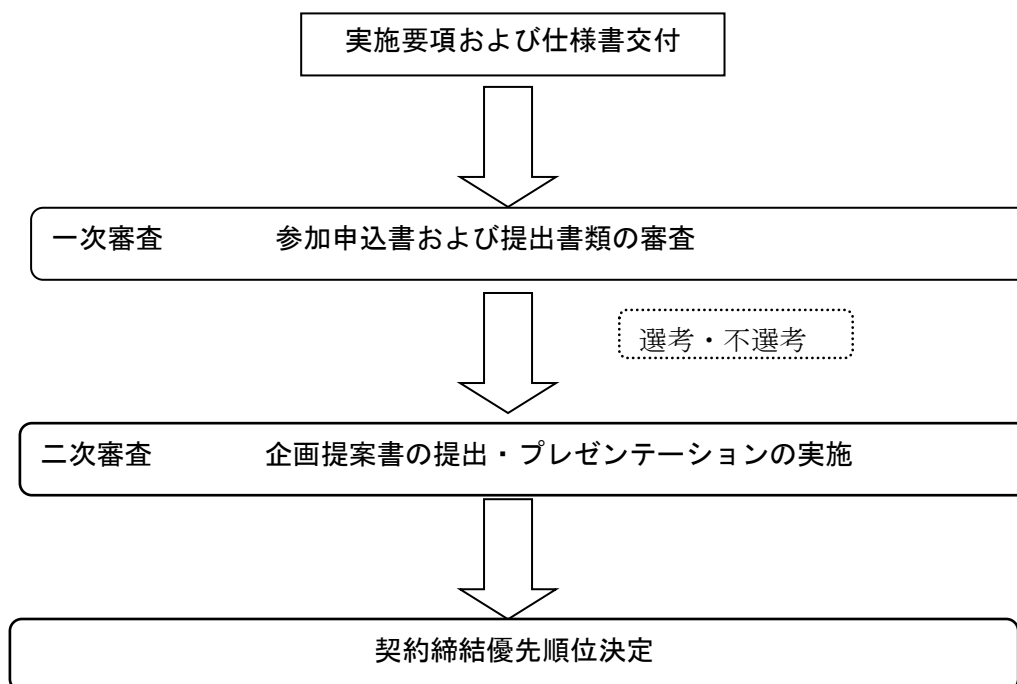 実施要項および仕様書交付
一次審査 参加申込書および提出書類の審査
選考・不選考
二次審査 企画提案書の提出・プレゼンテーションの実施
契約締結優先順位決定